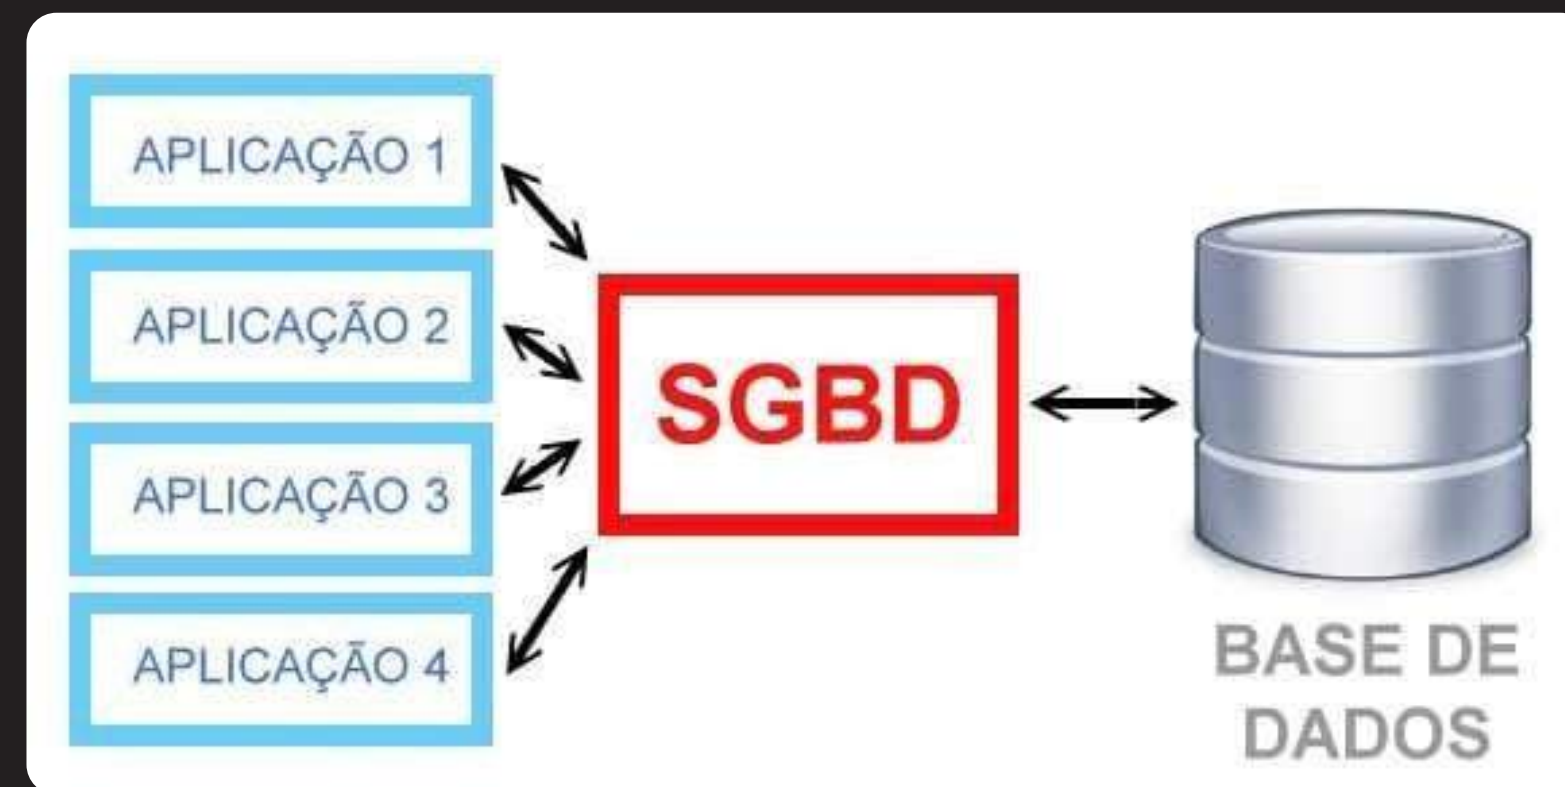 APLICAÇÃO 1
APLICAÇÃO 2
APLICAÇÃO 3
APLICAÇÃO 4
SGBD
BASE DE
DADOS